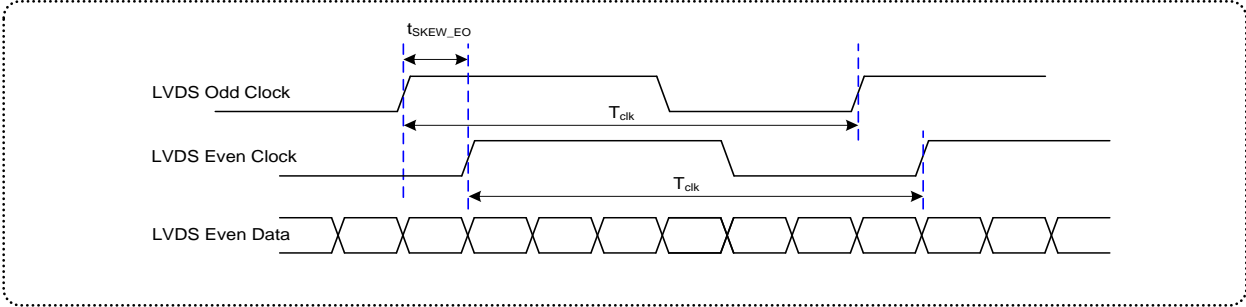 tSKEW_EO
LVDS Odd Clock
Tclk
LVDS Even Clock
Tclk
LVDS Even Data